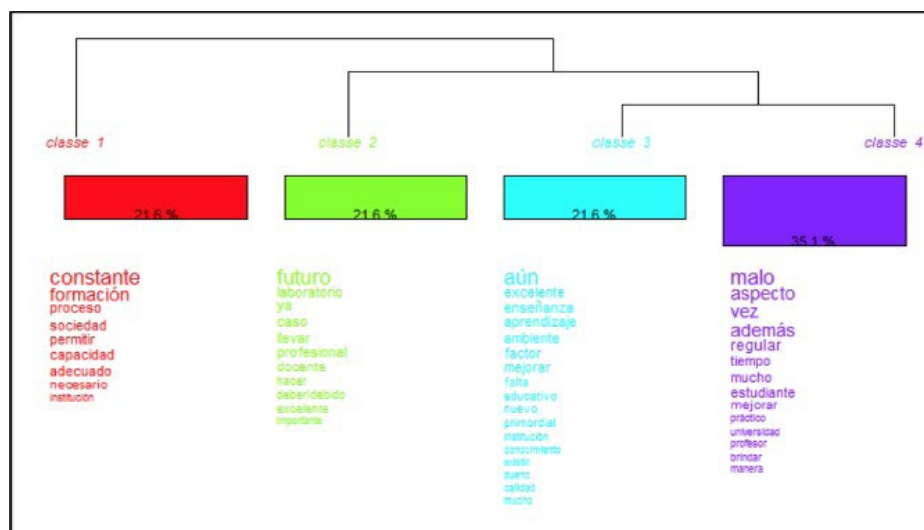 classe 1
classe 2
classe 3
classe 4
21.6 %
21.6 %
21.6 %
35.1 %
constante
formación
proceso
sociedad
permitir
capacidad
adecuado
necesario
institución
futuro
laboratorio
ya
caso
llevar
profesional
docente
hacer
deber/debido
excelente
importante
aún
excelente
enseñanza
aprendizaje
ambiente
factor
mejorar
falta
educativo
nuevo
primordial
institución
conocimiento
existir
bueno
calidad
mucho
malo
aspecto
vez
además
regular
tiempo
mucho
estudiante
mejorar
práctico
universidad
profesor
brindar
manera